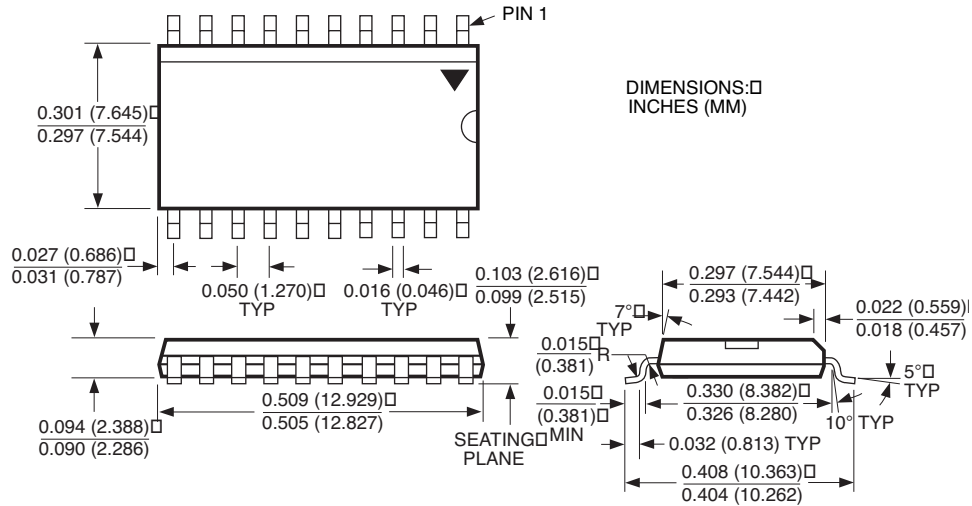 PIN 1
DIMENSIONS:□
INCHES (MM)
0.301 (7.645)□
0.297 (7.544)
0.027 (0.686)□
0.031 (0.787)
0.050 (1.270)□
TYP
0.016 (0.046)□
TYP
0.103 (2.616)□
0.099 (2.515)
0.297 (7.544)□
0.293 (7.442)
0.022 (0.559)□
0.018 (0.457)
7°□
TYP
0.015□
(0.381)
R
5°□
TYP
0.094 (2.388)□
0.090 (2.286)
0.509 (12.929)□
0.505 (12.827)
SEATING□
PLANE
0.015□
(0.381)□
MIN
0.330 (8.382)□
0.326 (8.280)
10° TYP
0.032 (0.813) TYP
0.408 (10.363)□
0.404 (10.262)